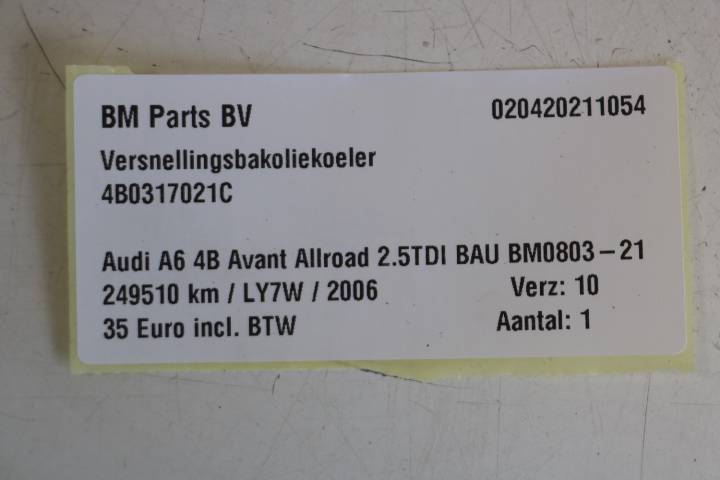 BM Parts BV 020420211054
Versnellingsbakoliekoeler
4B0317021C
Audi A6 4B Avant Allroad 2.5TDI BAU BM0803-21
249510 km / LY7W / 2006 Verz: 10
35 Euro incl. BTW Aantal: 1